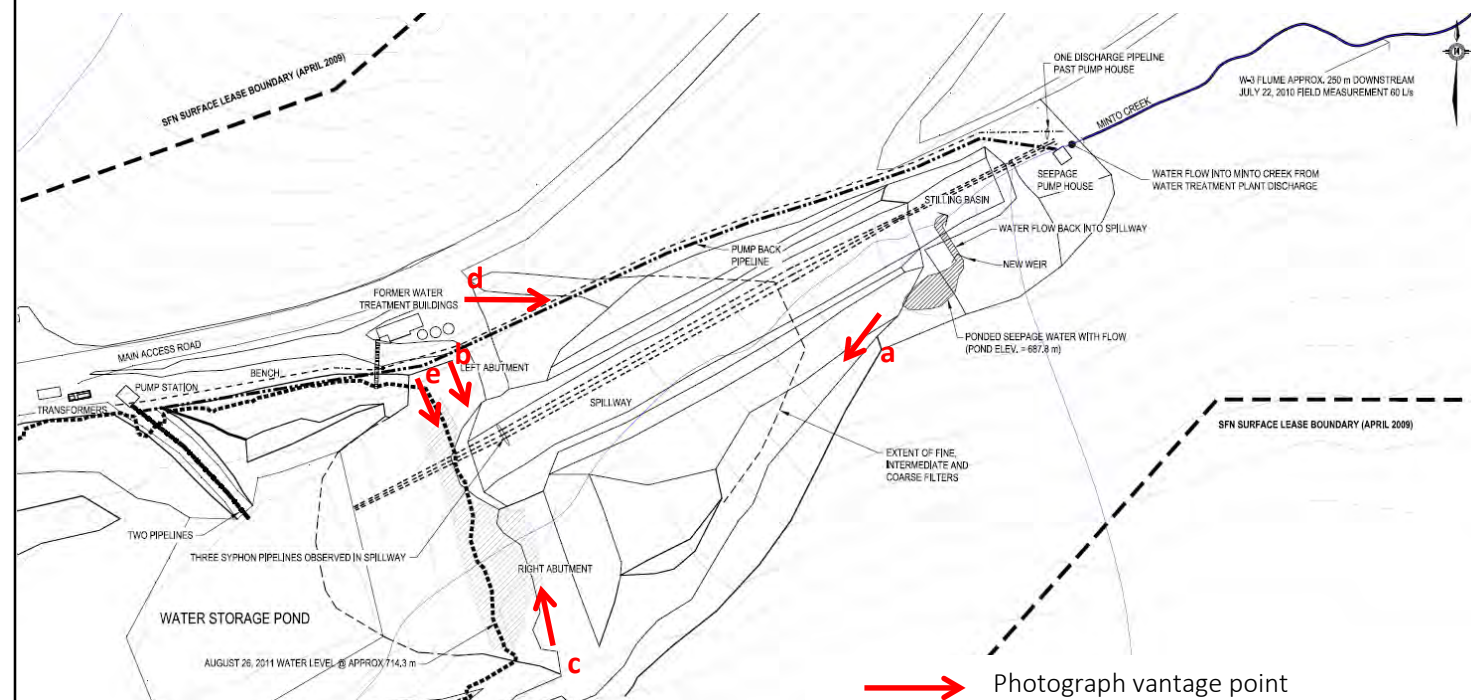 SFN SURFACE LEASE BOUNDARY (APRIL 2009)
ONE DISCHARGE PIPELINE
PAST PUMP HOUSE
W-3 FLUME APPROX. 250 m DOWNSTREAM
JULY 22, 2010 FIELD MEASUREMENT 60 L/s
N
MINTO CREEK
SEEPAGE
PUMP HOUSE
WATER FLOW INTO MINTO CREEK FROM
WATER TREATMENT PLANT DISCHARGE
STILLING BASIN
WATER FLOW BACK INTO SPILLWAY
NEW WEIR
PUMP BACK
PIPELINE
d
FORMER WATER
TREATMENT BUILDINGS
PONDED SEEPAGE WATER WITH FLOW
(POND ELEV. = 687.8 m)
a
MAIN ACCESS ROAD
BENCH
b
LEFT ABUTMENT
e
PUMP STATION
TRANSFORMERS
SPILLWAY
SFN SURFACE LEASE BOUNDARY (APRIL 2009)
EXTENT OF FINE,
INTERMEDIATE AND
COARSE FILTERS
TWO PIPELINES
THREE SYPHON PIPELINES OBSERVED IN SPILLWAY
RIGHT ABUTMENT
WATER STORAGE POND
AUGUST 26, 2011 WATER LEVEL @ APPROX 714.3 m
c
Photograph vantage point